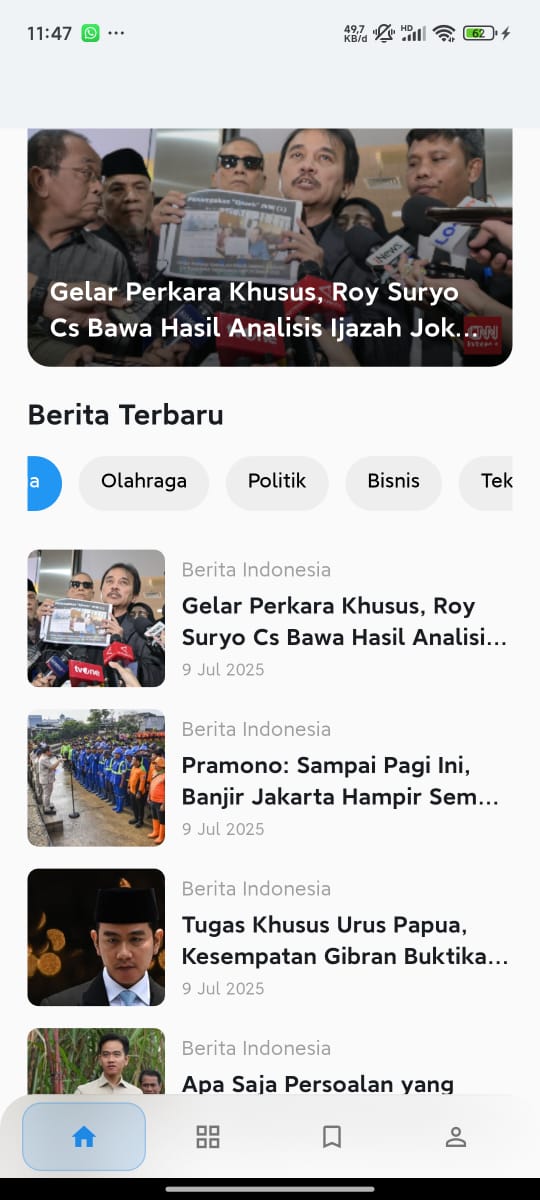 11:47 ...
49,7
KB/d
HD
62
Gelar Perkara Khusus, Roy Suryo
Cs Bawa Hasil Analisis Ijazah Jok...
CNN
Berita Terbaru
a Olahraga Politik Bisnis Tek
Berita Indonesia
Gelar Perkara Khusus, Roy
Suryo Cs Bawa Hasil Analisi...
9 Jul 2025
tvOne
Berita Indonesia
Pramono: Sampai Pagi Ini,
Banjir Jakarta Hampir Sem...
9 Jul 2025
Berita Indonesia
Tugas Khusus Urus Papua,
Kesempatan Gibran Buktika...
9 Jul 2025
Berita Indonesia
Apa Saja Persoalan yang